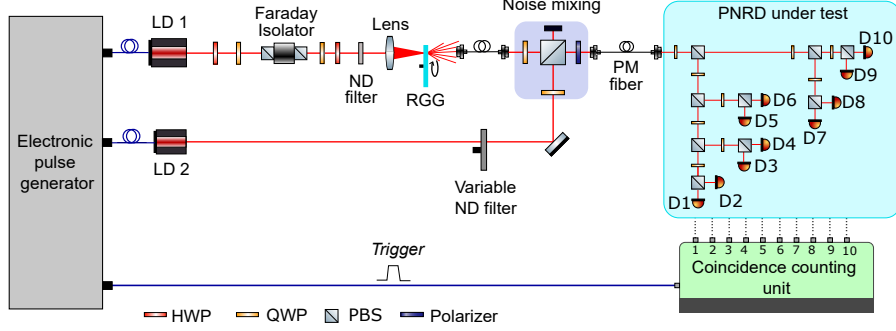 LD 1
Faraday
Isolator
Lens
Noise mixing
PNRD under test
ND
filter
RGG
PM
fiber
D10
D9
D8
D7
D6
D5
D4
D3
D2
D1
Electronic
pulse
generator
LD 2
Variable
ND filter
Trigger
1 2 3 4 5 6 7 8 9 10
Coincidence counting
unit
HWP QWP PBS Polarizer